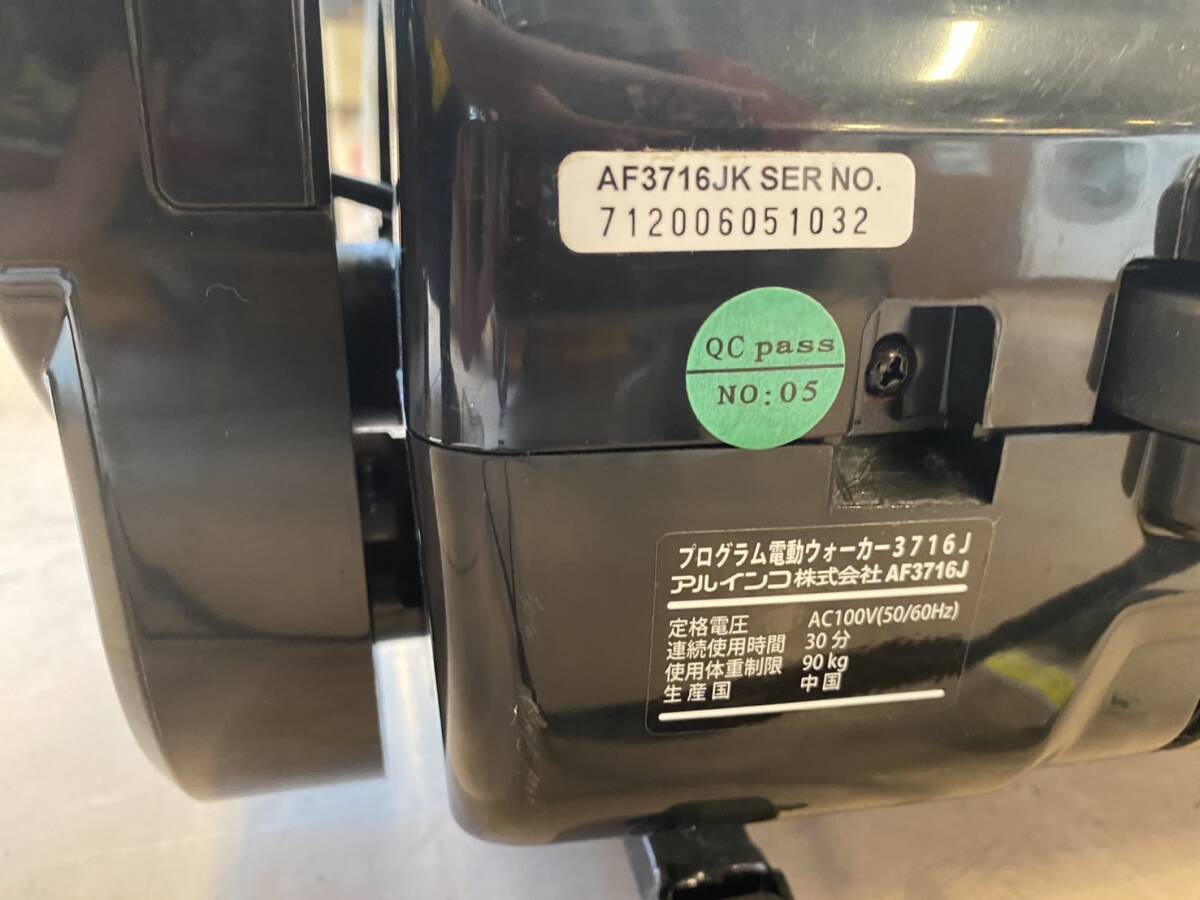 AF3716JK SER NO.
712006051032
QC pass
NO: 05
プログラム電動ウォーカー3716J
アルインコ株式会社 AF3716J
定格電圧 AC100V(50/60Hz)
連続使用時間 30分
使用体重制限 90kg
生産国 中国